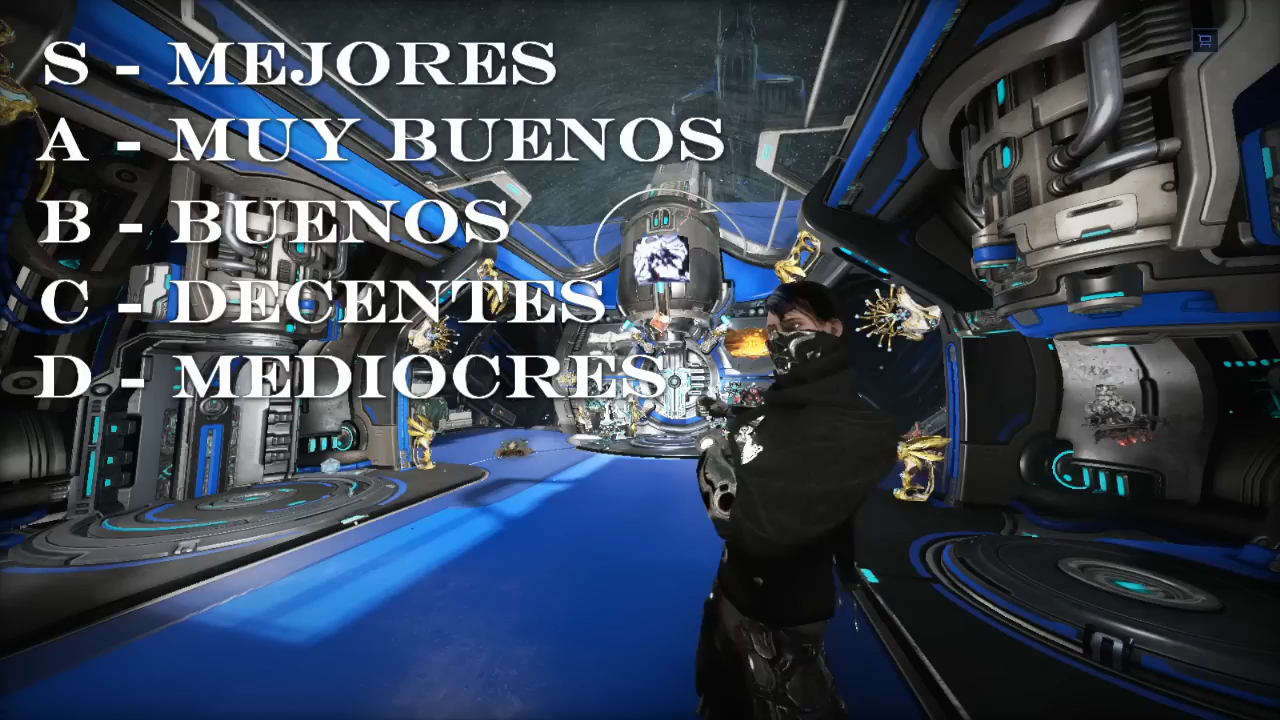 S - MEJORES
A - MUY BUENOS
B - BUENOS
C - DECENTES
D - MEDIOCRES